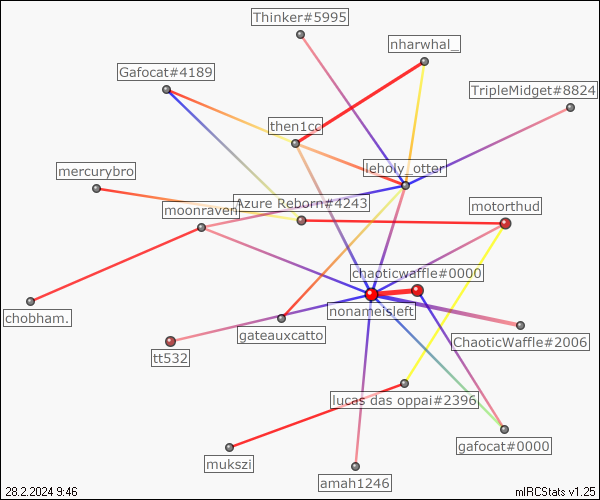 Thinker#5995
nharwhal_
Gafocat#4189
TripleMidget#8824
then1cc
leholy_otter
mercurybro
Azure Reborn#4243
moonraven
motorthud
chaoticwaffle#0000
nonameisleft
chobham.
gateauxcatto
ChaoticWaffle#2006
tt532
lucas das oppai#2396
gafocat#0000
mukszi
amah1246
28.2.2024 9:46
mIRCStats v1.25